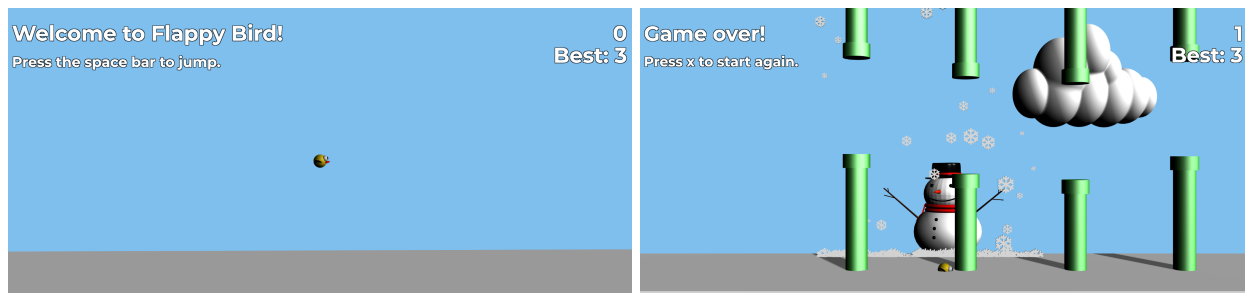 Welcome to Flappy Bird!
0
Press the space bar to jump.
Best: 3
Game over!
1
Press x to start again.
Best: 3